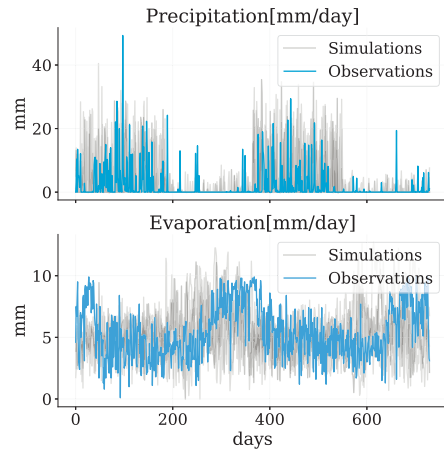 Precipitation[mm/day]
Simulations
Observations
40
20
0
mm
Evaporation[mm/day]
Simulations
Observations
10
5
0
mm
0 200 400 600
days